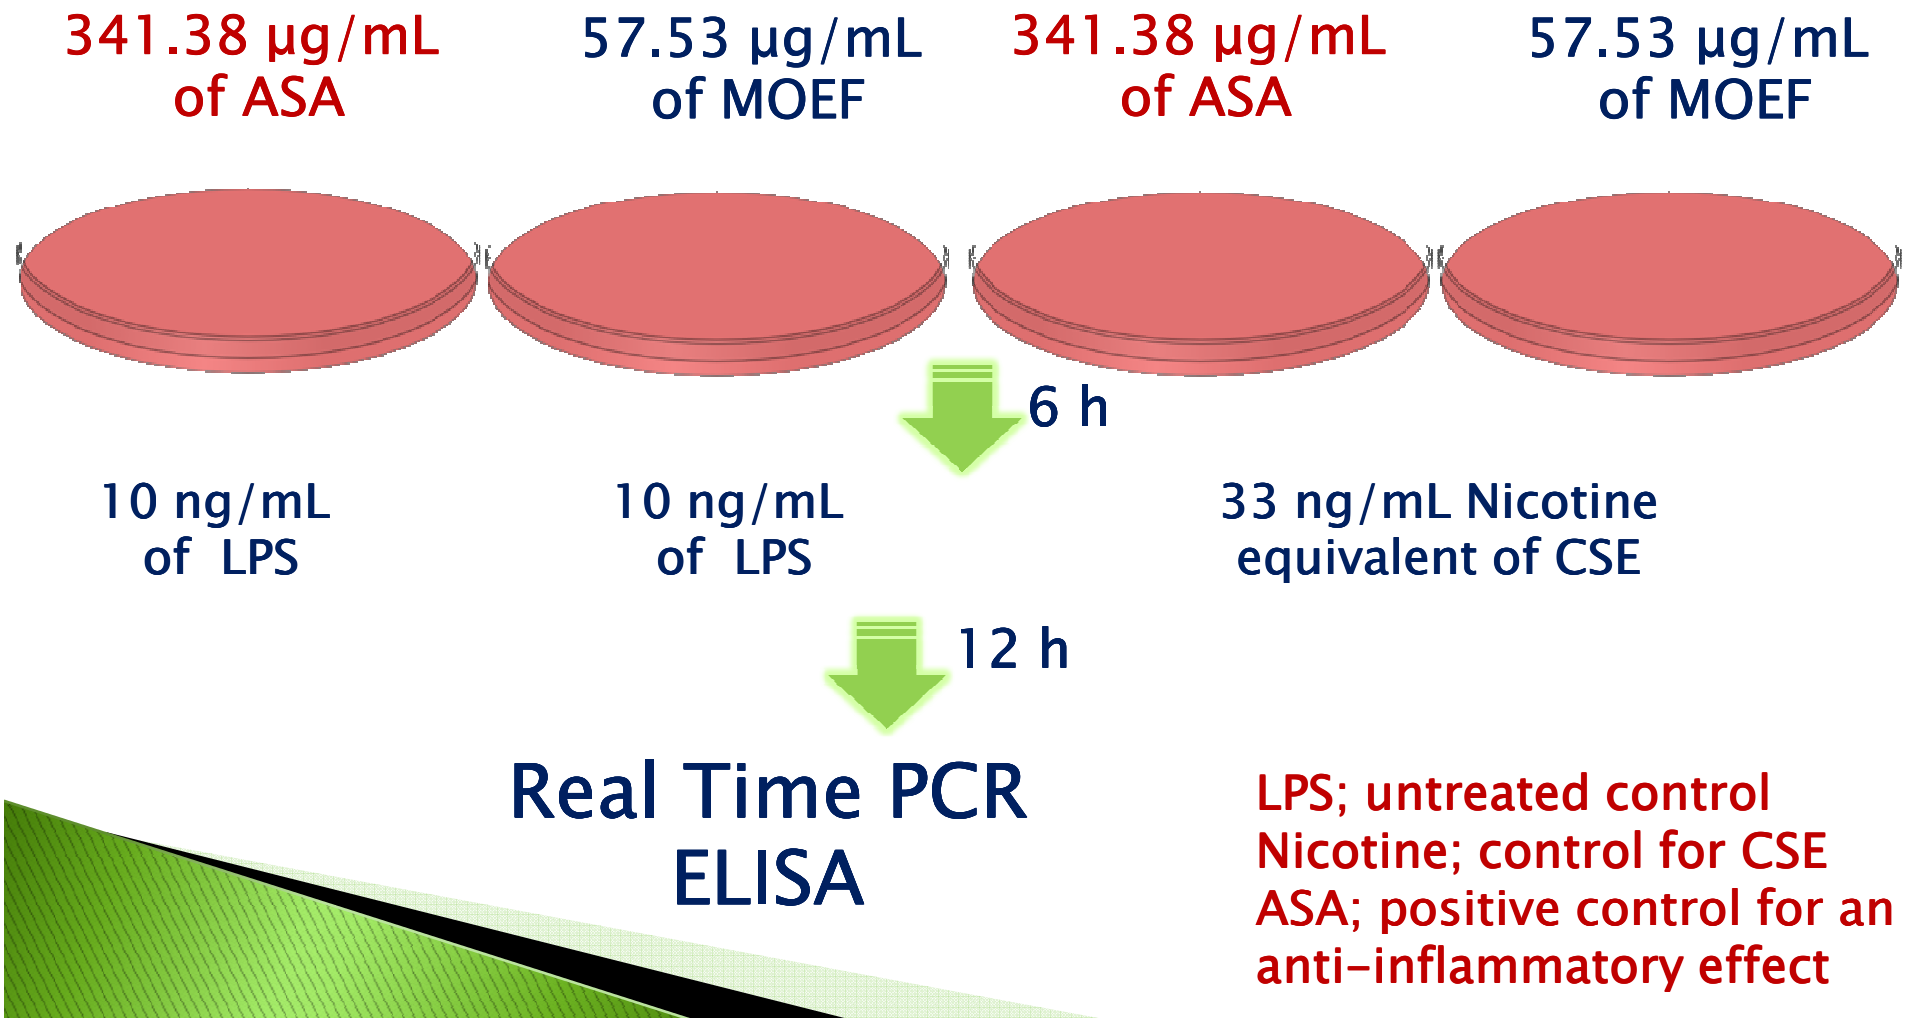 341.38 µg/mL
of ASA
57.53 µg/mL
of MOEF
341.38 µg/mL
of ASA
57.53 µg/mL
of MOEF
6 h
10 ng/mL
of LPS
10 ng/mL
of LPS
33 ng/mL Nicotine
equivalent of CSE
12 h
Real Time PCR
ELISA
LPS; untreated control
Nicotine; control for CSE
ASA; positive control for an
anti-inflammatory effect